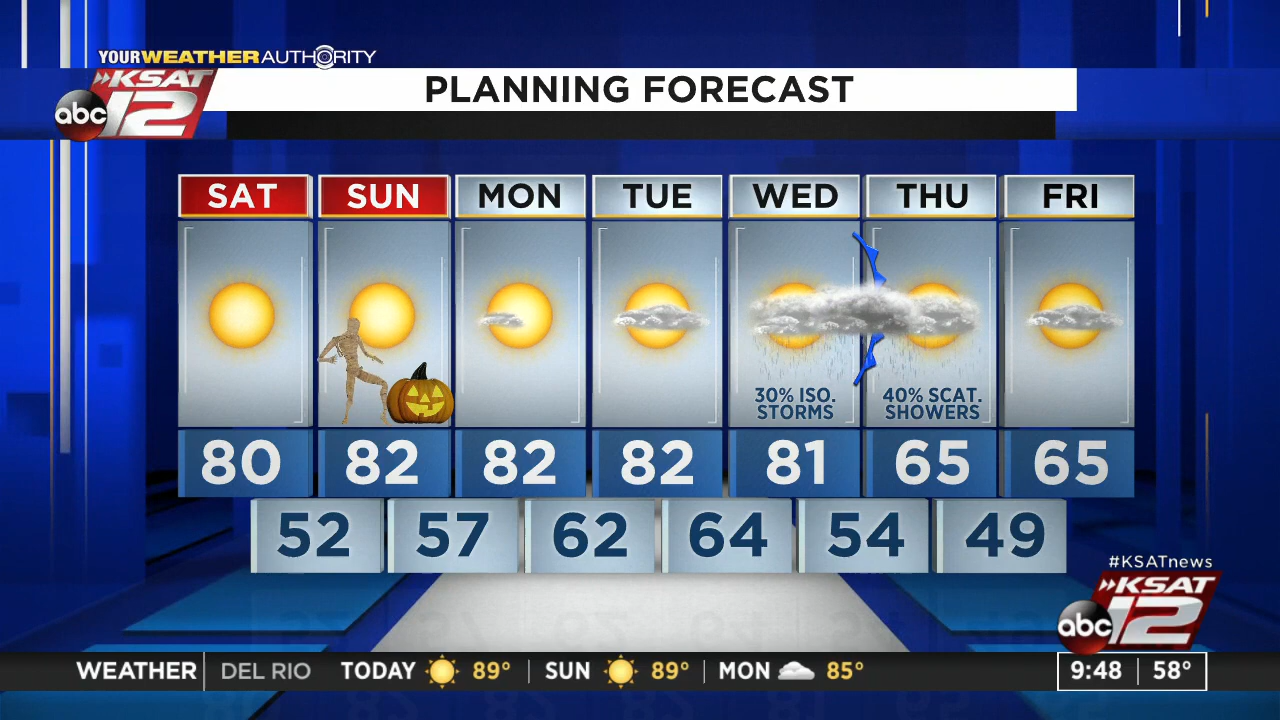 YOURWEATHERAUTHORITY
KSAT
abc 12
PLANNING FORECAST
SAT SUN MON TUE WED THU FRI
30% ISO. STORMS
40% SCAT. SHOWERS
80 82 82 82 81 65 65
52 57 62 64 54 49
#KSATnews
KSAT
abc 12
WEATHER DEL RIO TODAY 89° SUN 89° MON 85° 9:48 58°